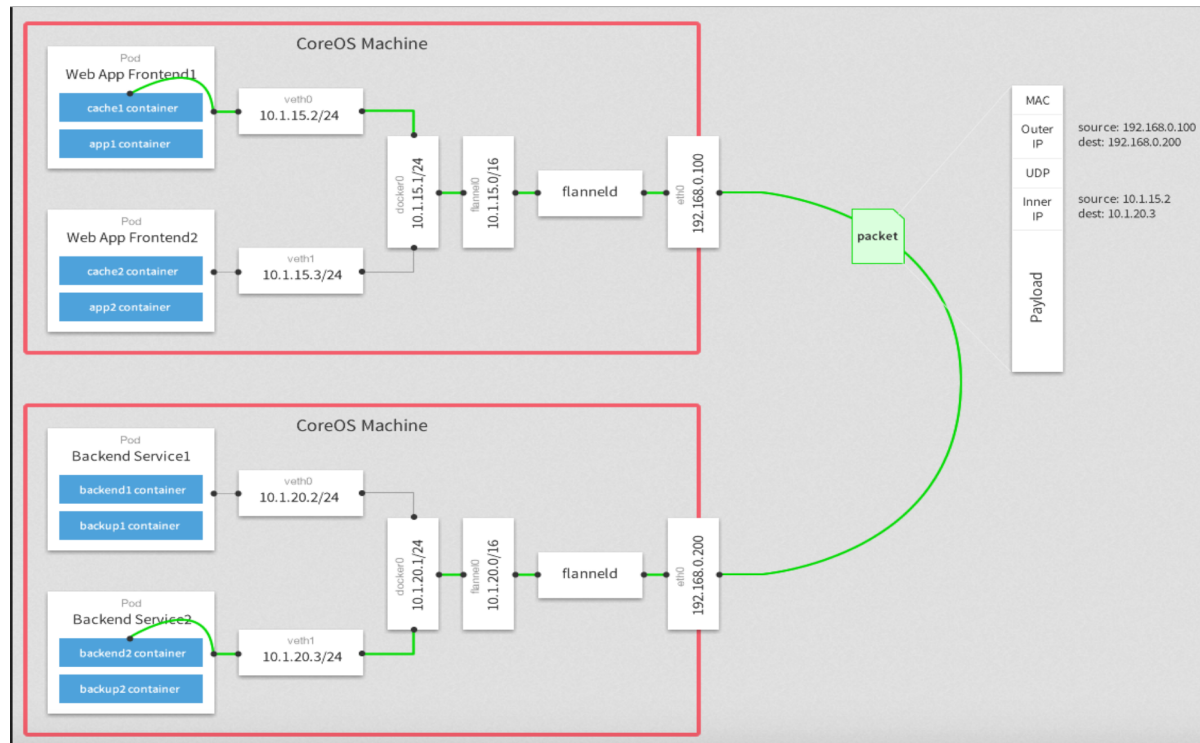 CoreOS Machine
Pod
Web App Frontend1
cache1 container
app1 container
veth0
10.1.15.2/24
Pod
Web App Frontend2
cache2 container
app2 container
veth1
10.1.15.3/24
docker0
10.1.15.1/24
flannel0
10.1.15.0/16
flanneld
eth0
192.168.0.100
packet
MAC
Outer
IP
source: 192.168.0.100
dest: 192.168.0.200
UDP
Inner
IP
source: 10.1.15.2
dest: 10.1.20.3
Payload
CoreOS Machine
Pod
Backend Service1
backend1 container
backup1 container
veth0
10.1.20.2/24
Pod
Backend Service2
backend2 container
backup2 container
veth1
10.1.20.3/24
docker0
10.1.20.1/24
flannel0
10.1.20.0/16
flanneld
eth0
192.168.0.200